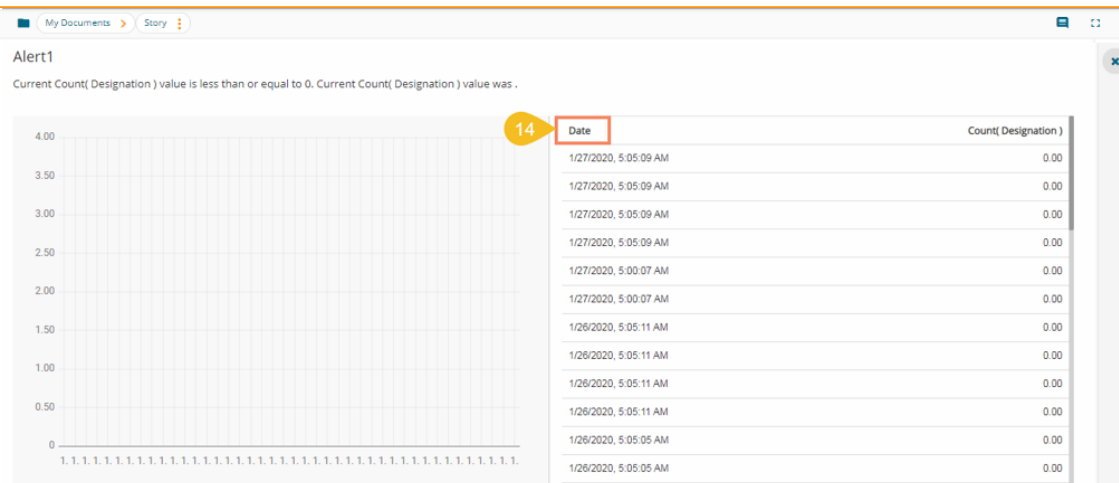 My Documents > Story
Alert1
Current Count( Designation ) value is less than or equal to 0. Current Count( Designation ) value was .
14
Date Count( Designation )
1/27/2020, 5:05:09 AM 0.00
1/27/2020, 5:05:09 AM 0.00
1/27/2020, 5:05:09 AM 0.00
1/27/2020, 5:05:09 AM 0.00
1/27/2020, 5:00:07 AM 0.00
1/27/2020, 5:00:07 AM 0.00
1/26/2020, 5:05:11 AM 0.00
1/26/2020, 5:05:11 AM 0.00
1/26/2020, 5:05:11 AM 0.00
1/26/2020, 5:05:11 AM 0.00
1/26/2020, 5:05:05 AM 0.00
1/26/2020, 5:05:05 AM 0.00
4.00
3.50
3.00
2.50
2.00
1.50
1.00
0.50
0
1. 1. 1. 1. 1. 1. 1. 1. 1. 1. 1. 1. 1. 1. 1. 1. 1. 1. 1. 1. 1. 1. 1. 1. 1. 1. 1. 1. 1. 1. 1. 1. 1. 1. 1. 1. 1. 1. 1. 1. 1. 1.